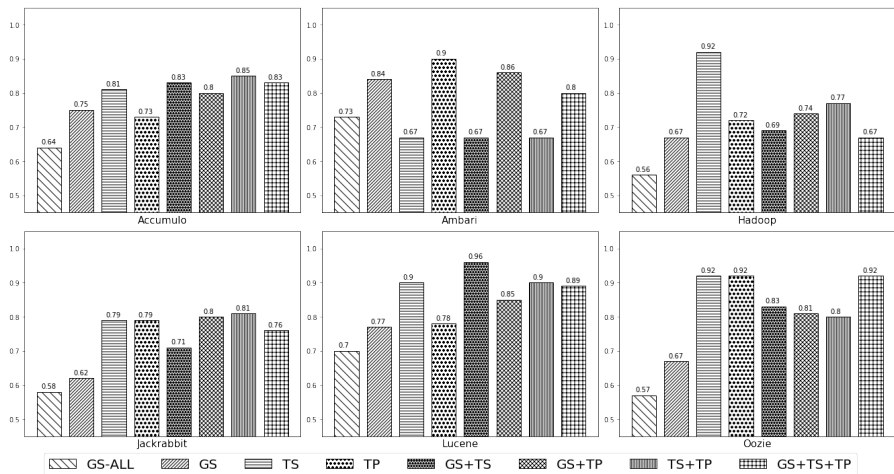 1.0 1.0 1.0
0.92
0.9 0.9 0.9 0.9
0.84 0.86
0.81 0.83 0.8 0.85 0.83 0.8
0.8 0.8 0.8
0.75 0.73 0.73 0.72 0.74 0.77
0.7 0.7 0.67 0.67 0.67 0.7 0.67 0.69 0.67
0.64
0.6 0.6 0.6 0.56
0.5 0.5 0.5
Accumulo Ambari Hadoop
1.0 1.0 1.0
0.96
0.9 0.9 0.9 0.9 0.89 0.9 0.92 0.92 0.92
0.85 0.83
0.8 0.79 0.79 0.8 0.81 0.8 0.77 0.78 0.8 0.81 0.8
0.76
0.7 0.71 0.7 0.7 0.7 0.67
0.6 0.58 0.62 0.6 0.6 0.57
0.5 0.5 0.5
Jackrabbit Lucene Oozie
GS-ALL GS TS TP GS+TS GS+TP TS+TP GS+TS+TP